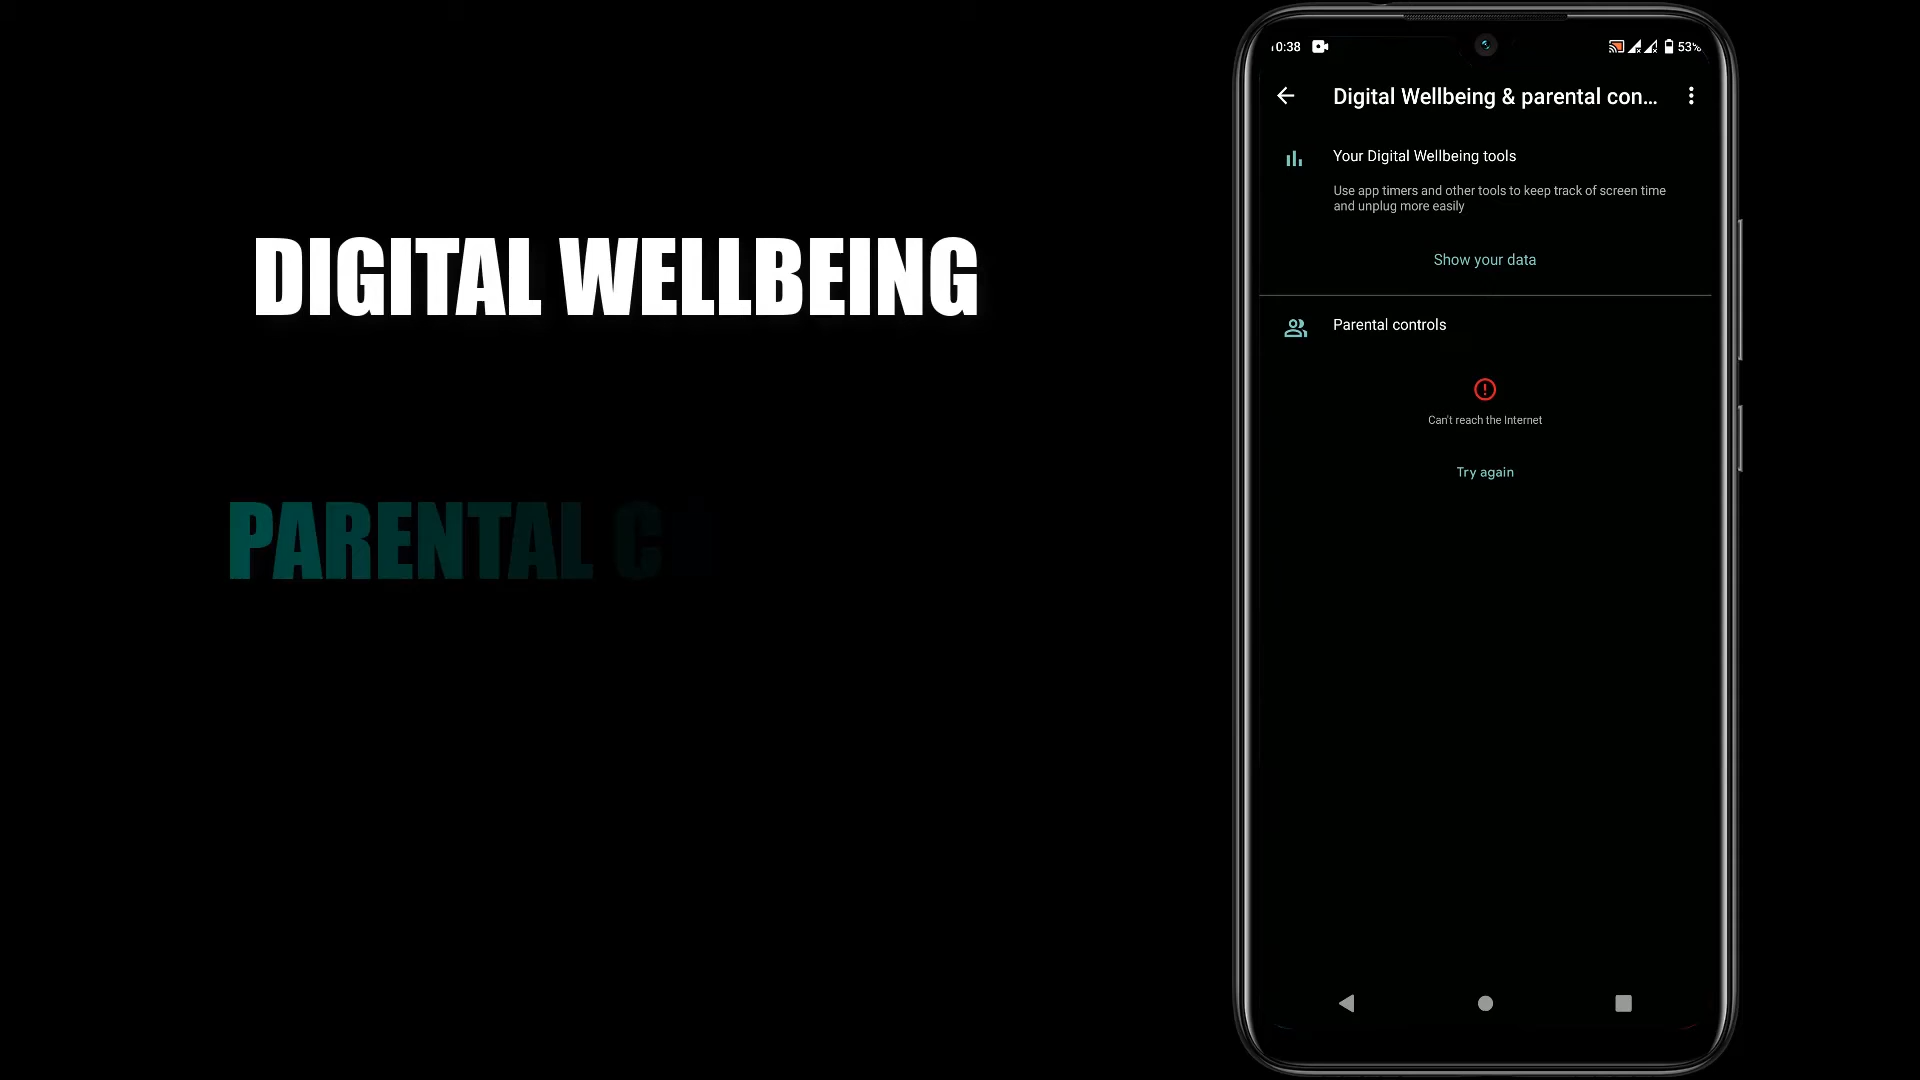 DIGITAL WELLBEING
PARENTAL C
0:38
53%
Digital Wellbeing & parental con...
Your Digital Wellbeing tools
Use app timers and other tools to keep track of screen time
and unplug more easily
Show your data
Parental controls
Can't reach the Internet
Try again